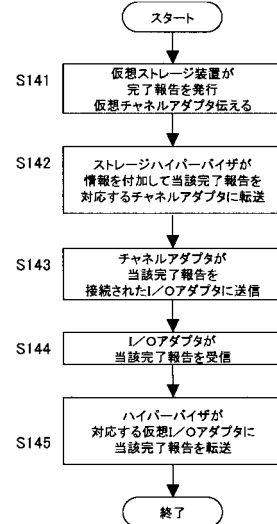 スタート
S141
仮想ストレージ装置が
完了報告を発行
仮想チャネルアダプタ伝える
S142
ストレージハイパーバイザが
情報を付加して当該完了報告を
対応するチャネルアダプタに転送
S143
チャネルアダプタが
当該完了報告を
接続されたI/Oアダプタに送信
S144
I/Oアダプタが
当該完了報告を受信
S145
ハイパーバイザが
対応する仮想I/Oアダプタに
当該完了報告を転送
終了